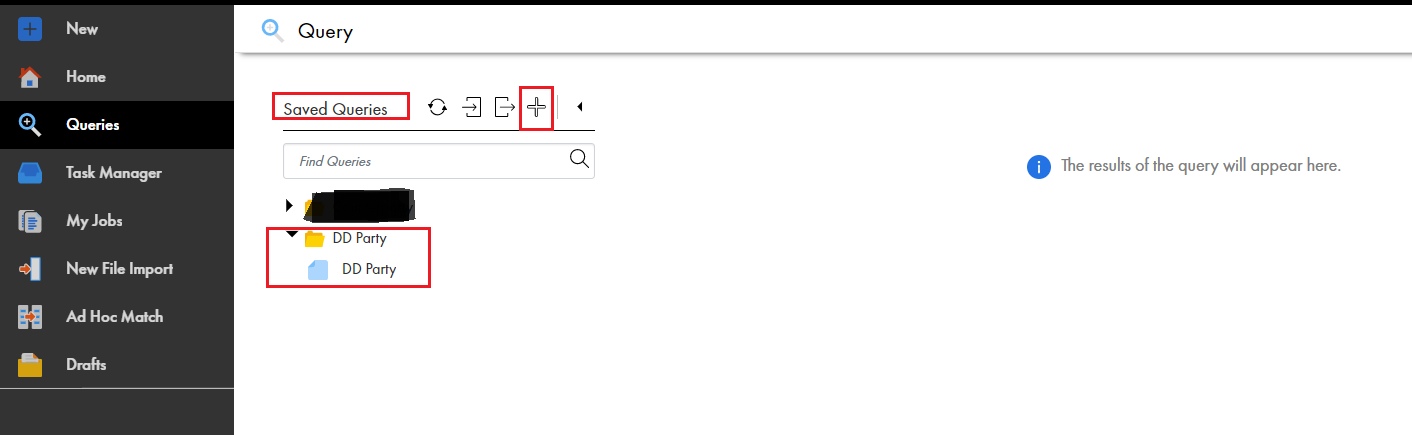 New
Home
Queries
Task Manager
My Jobs
New File Import
Ad Hoc Match
Drafts
Query
Saved Queries
Find Queries
DD Party
DD Party
The results of the query will appear here.